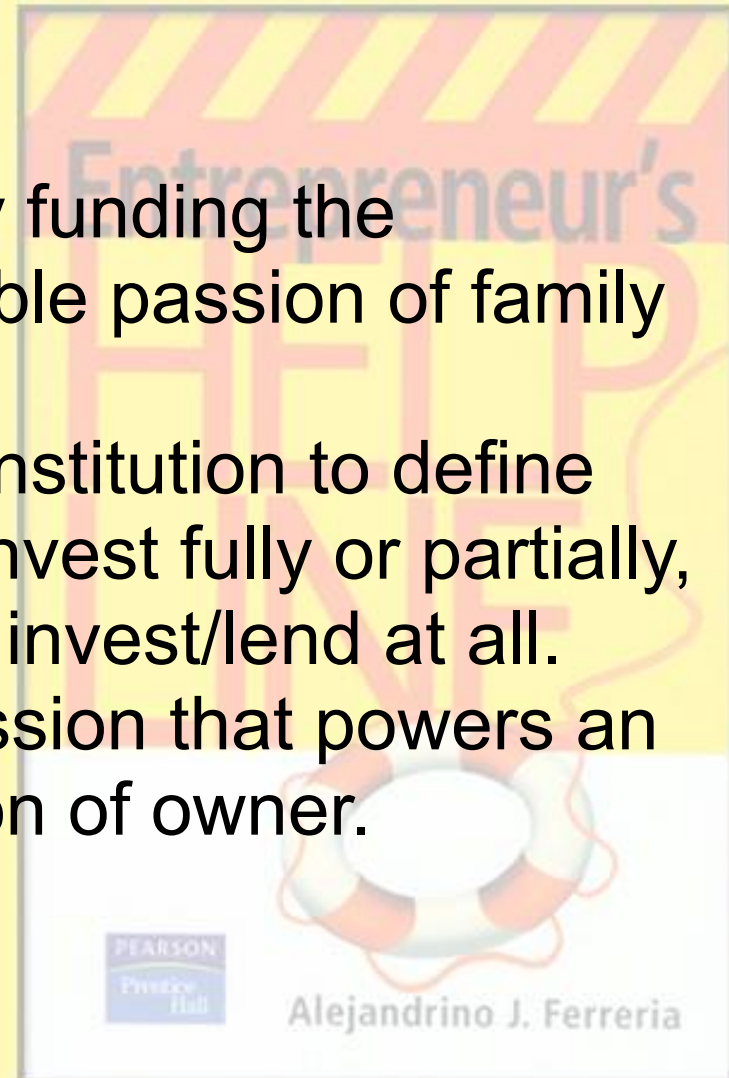 Entrepreneur's
HELP
LINE
y funding the
ble passion of family
nstitution to define
nvest fully or partially,
invest/lend at all.
ssion that powers an
on of owner.
PEARSON
Prentice
Hall
Alejandrino J. Ferreria